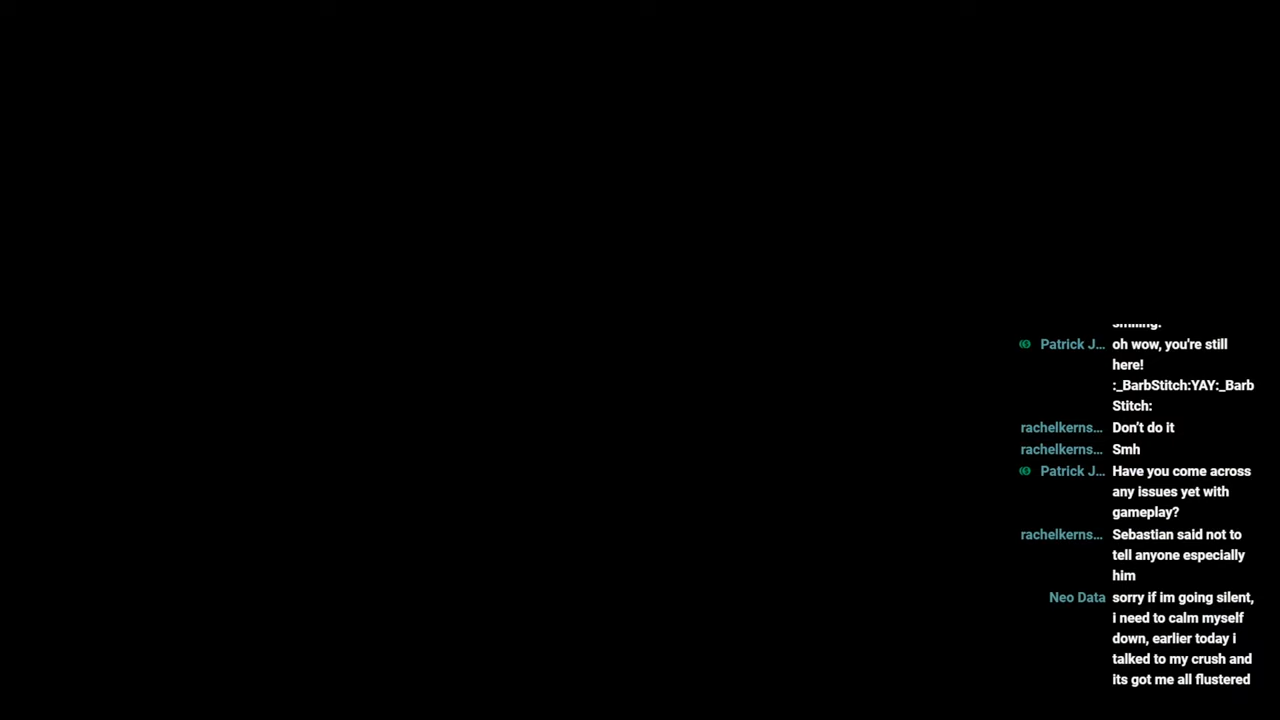 Patrick J... oh wow, you're still
here!
:_BarbStitch:YAY:_Barb
Stitch:
rachelkerns... Don't do it
rachelkerns... Smh
Patrick J... Have you come across
any issues yet with
gameplay?
rachelkerns... Sebastian said not to
tell anyone especially
him
Neo Data sorry if im going silent,
i need to calm myself
down, earlier today i
talked to my crush and
its got me all flustered